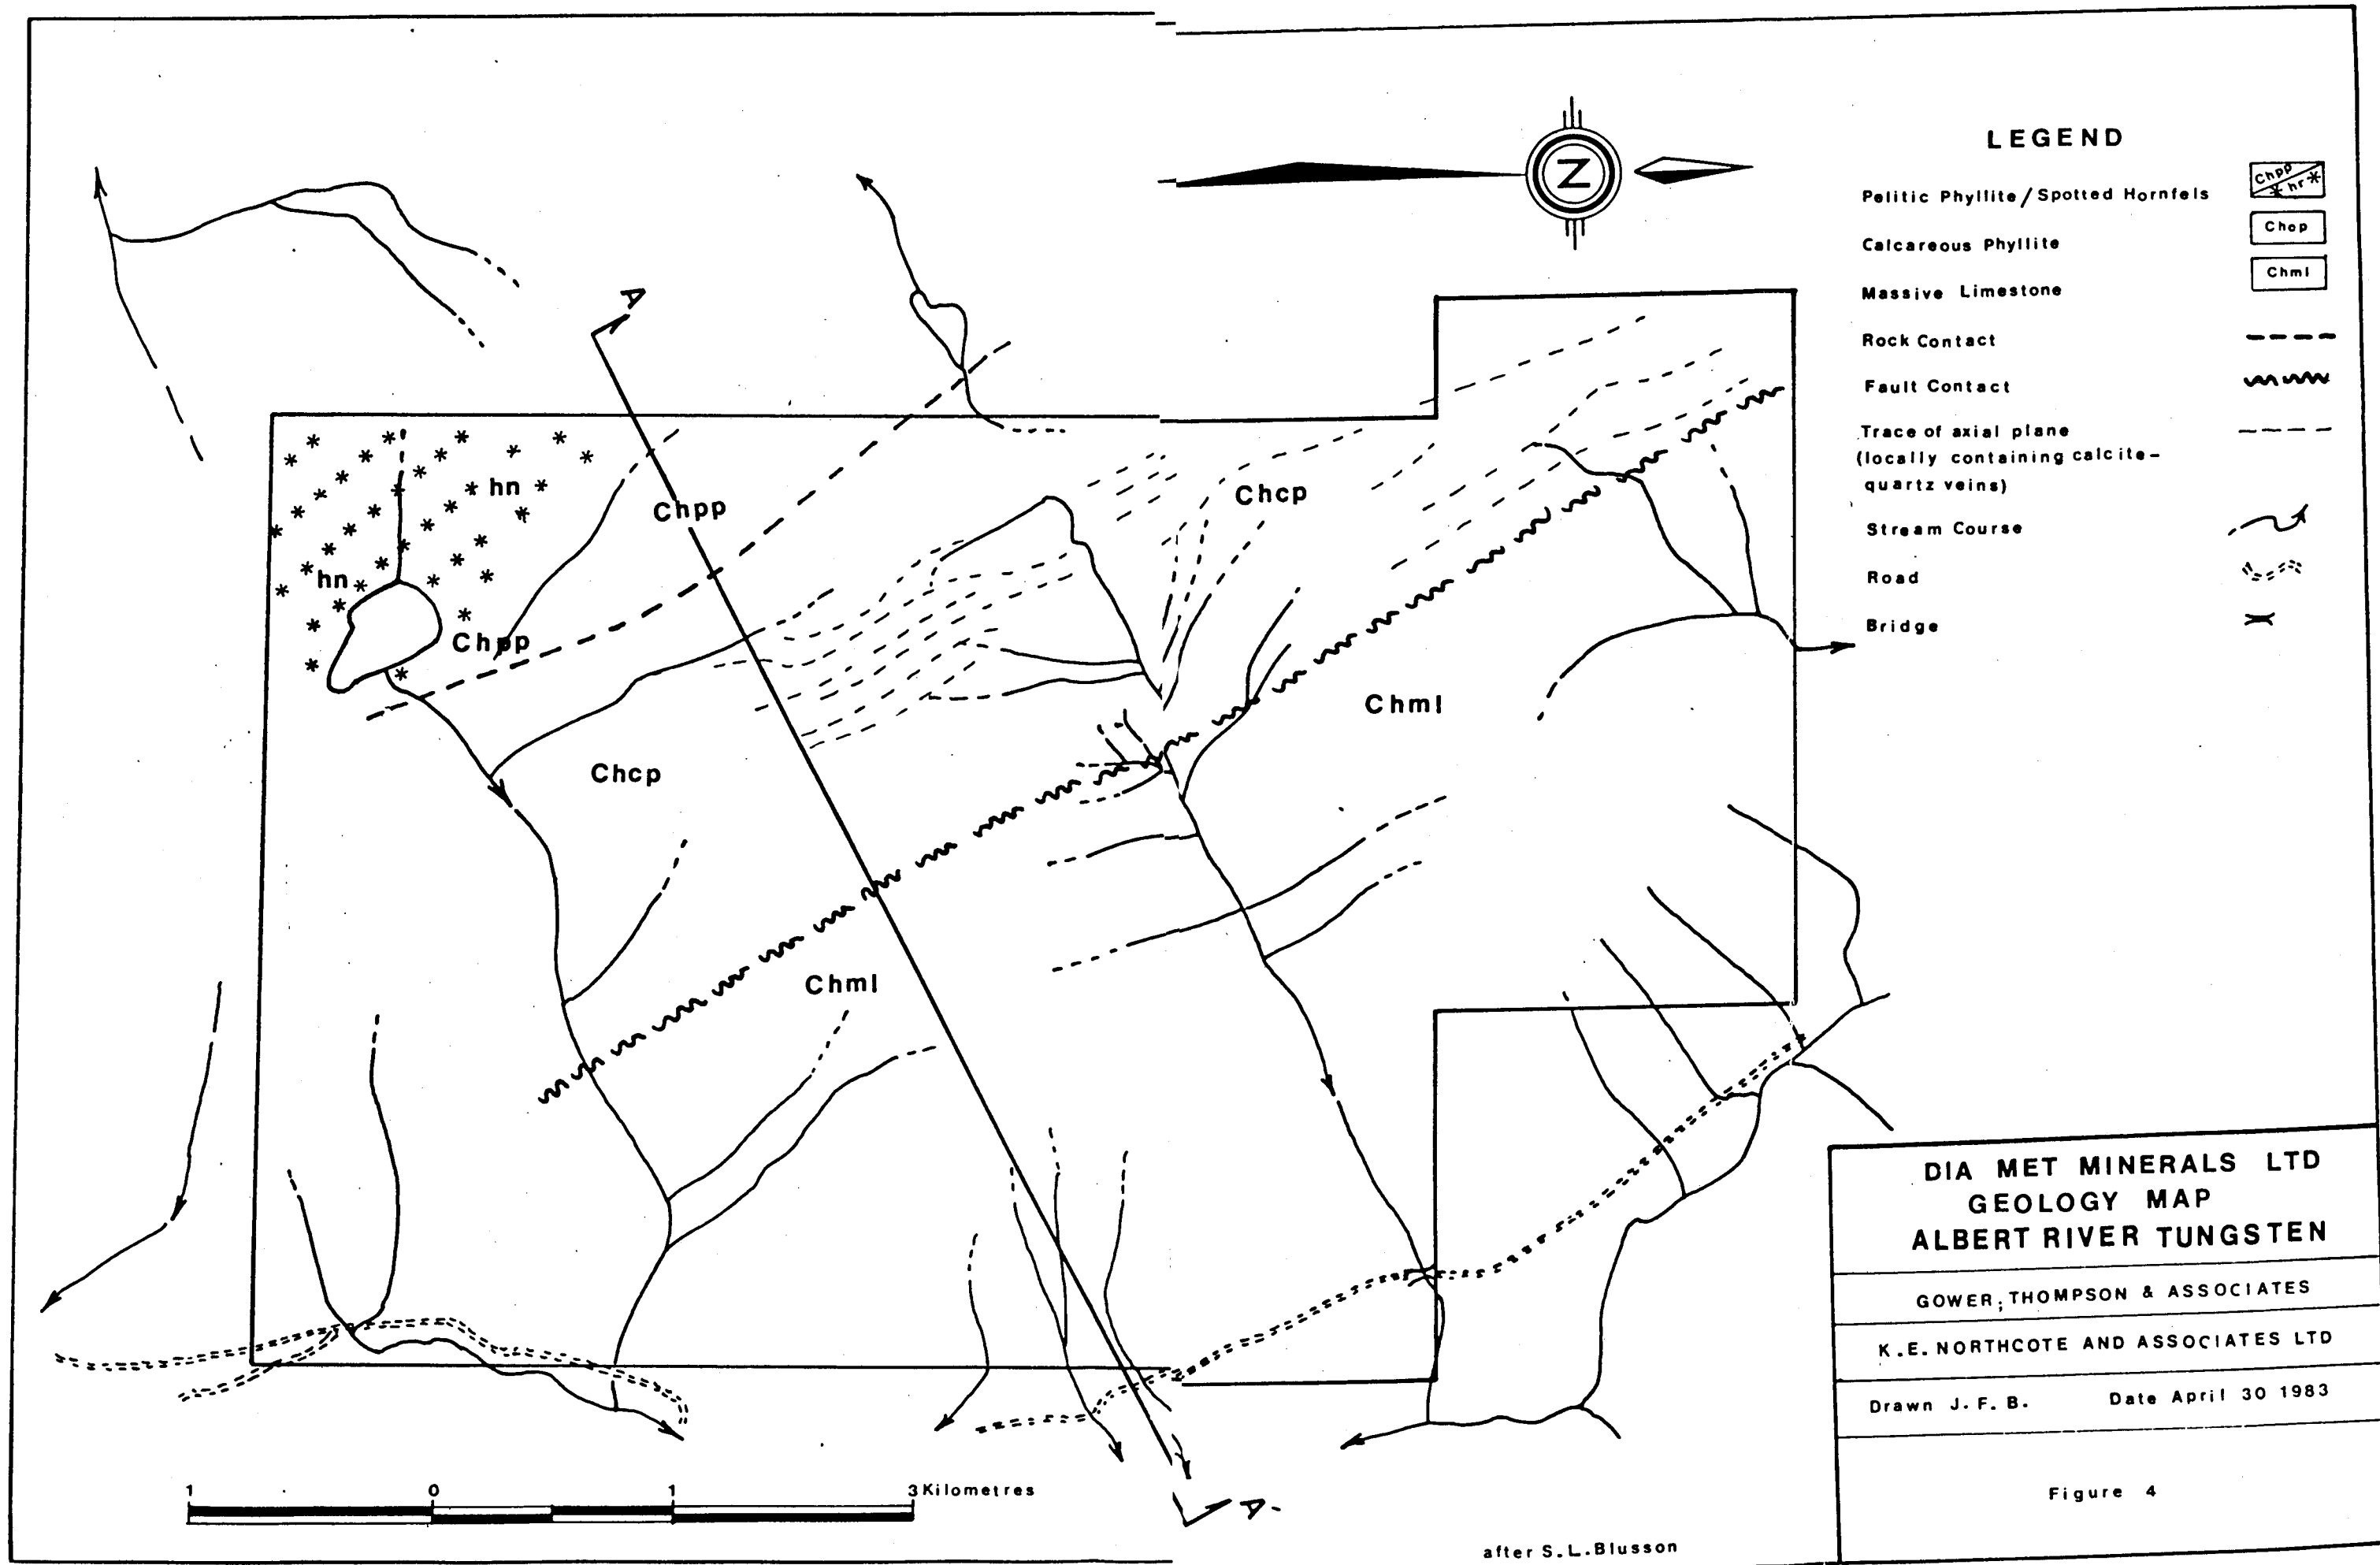 LEGEND
Pelitic Phyllite/Spotted Hornfels
Chpp
* hr *
Calcareous Phyllite
Chop
Massive Limestone
Chml
Rock Contact
Fault Contact
Trace of axial plane
(locally containing calcite-
quartz veins)
Stream Course
Road
Bridge
N
A
hn
Chpp
Chcp
hn
Chpp
Chml
Chcp
Chml
A'
1 0 1 3 Kilometres
after S.L.Blusson
DIA MET MINERALS LTD
GEOLOGY MAP
ALBERT RIVER TUNGSTEN
GOWER, THOMPSON & ASSOCIATES
K.E. NORTHCOTE AND ASSOCIATES LTD
Drawn J.F.B. Date April 30 1983
Figure 4